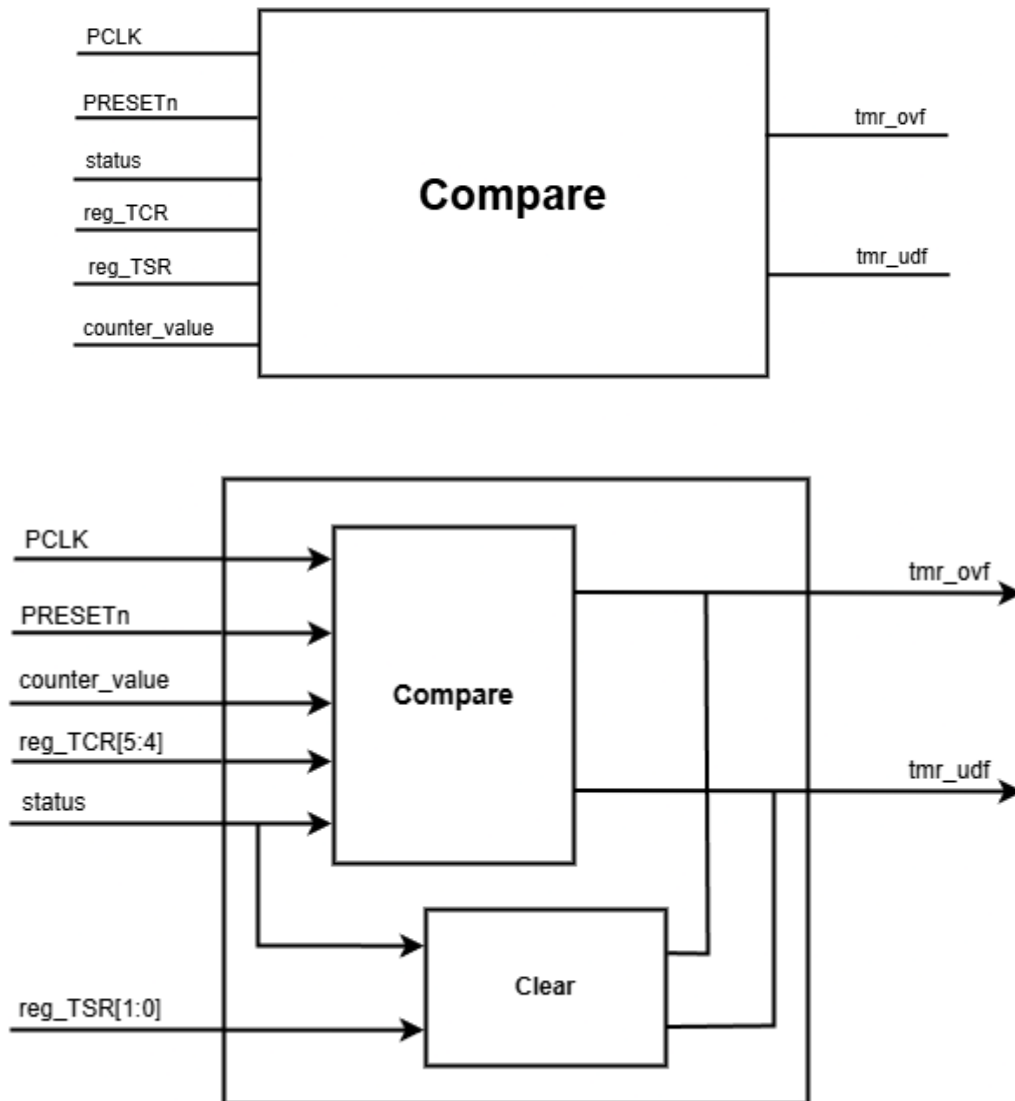 PCLK
PRESETn
status
reg_TCR
reg_TSR
counter_value
Compare
tmr_ovf
tmr_udf
PCLK
PRESETn
counter_value
reg_TCR[5:4]
status
reg_TSR[1:0]
Compare
Clear
tmr_ovf
tmr_udf